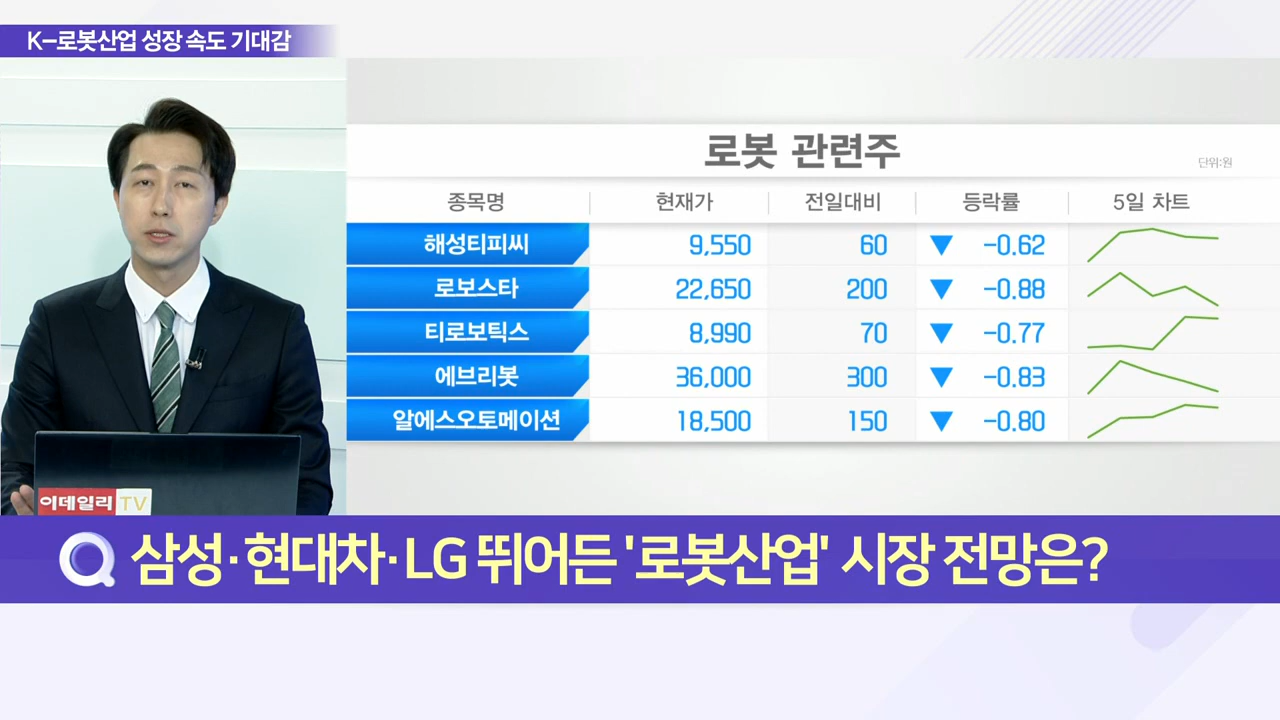 K-로봇산업 성장 속도 기대감
로봇 관련주
단위:원
종목명 현재가 전일대비 등락률 5일 차트
해성티피씨 9,550 60 ▼ -0.62
로보스타 22,650 200 ▼ -0.88
티로보틱스 8,990 70 ▼ -0.77
에브리봇 36,000 300 ▼ -0.83
알에스오토메이션 18,500 150 ▼ -0.80
이데일리TV
Q 삼성·현대차·LG 뛰어든 '로봇산업' 시장 전망은?